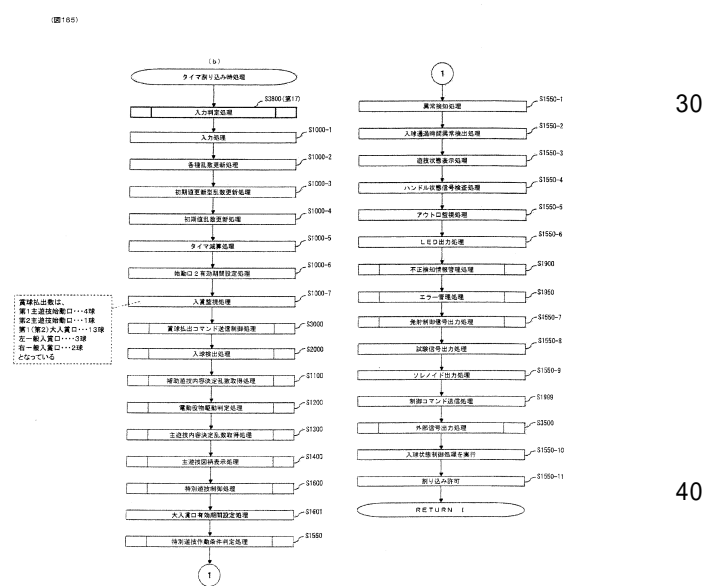 (図165)
(b)
タイマ割り込み時処理
S3800(第17)
入力判定処理
S1000-1
入力処理
S1000-2
各種乱数更新処理
S1000-3
初期値更新型乱数更新処理
S1000-4
初期値乱数更新処理
S1000-5
タイマ減算処理
S1000-6
始動口2有効期間設定処理
S1000-7
入賞監視処理
賞球払出数は、
第1主遊技始動口・・・4球
第2主遊技始動口・・・1球
第1(第2)大入賞口・・・13球
左一般入賞口・・・・3球
右一般入賞口・・・2球
となっている
S3000
賞球払出コマンド送信制御処理
S2000
入球検出処理
S1100
補助遊技内容決定乱数取得処理
S1200
電動役物駆動判定処理
S1300
主遊技内容決定乱数取得処理
S1400
主遊技図柄表示処理
S1600
特別遊技制御処理
S1601
大入賞口有効期間設定処理
S1550
特別遊技作動条件判定処理
1
1
S1550-1
異常検知処理
S1550-2
入球通過時間異常検出処理
S1550-3
遊技状態表示処理
S1550-4
ハンドル状態信号検査処理
S1550-5
アウト口監視処理
S1550-6
LED出力処理
S1900
不正検知情報管理処理
S1950
エラー管理処理
S1550-7
発射制御信号出力処理
S1550-8
試験信号出力処理
S1550-9
ソレノイド出力処理
S1999
制御コマンド送信処理
S3500
外部信号出力処理
S1550-10
入球状態制御処理を実行
S1550-11
割り込み許可
RETURN I
30
40